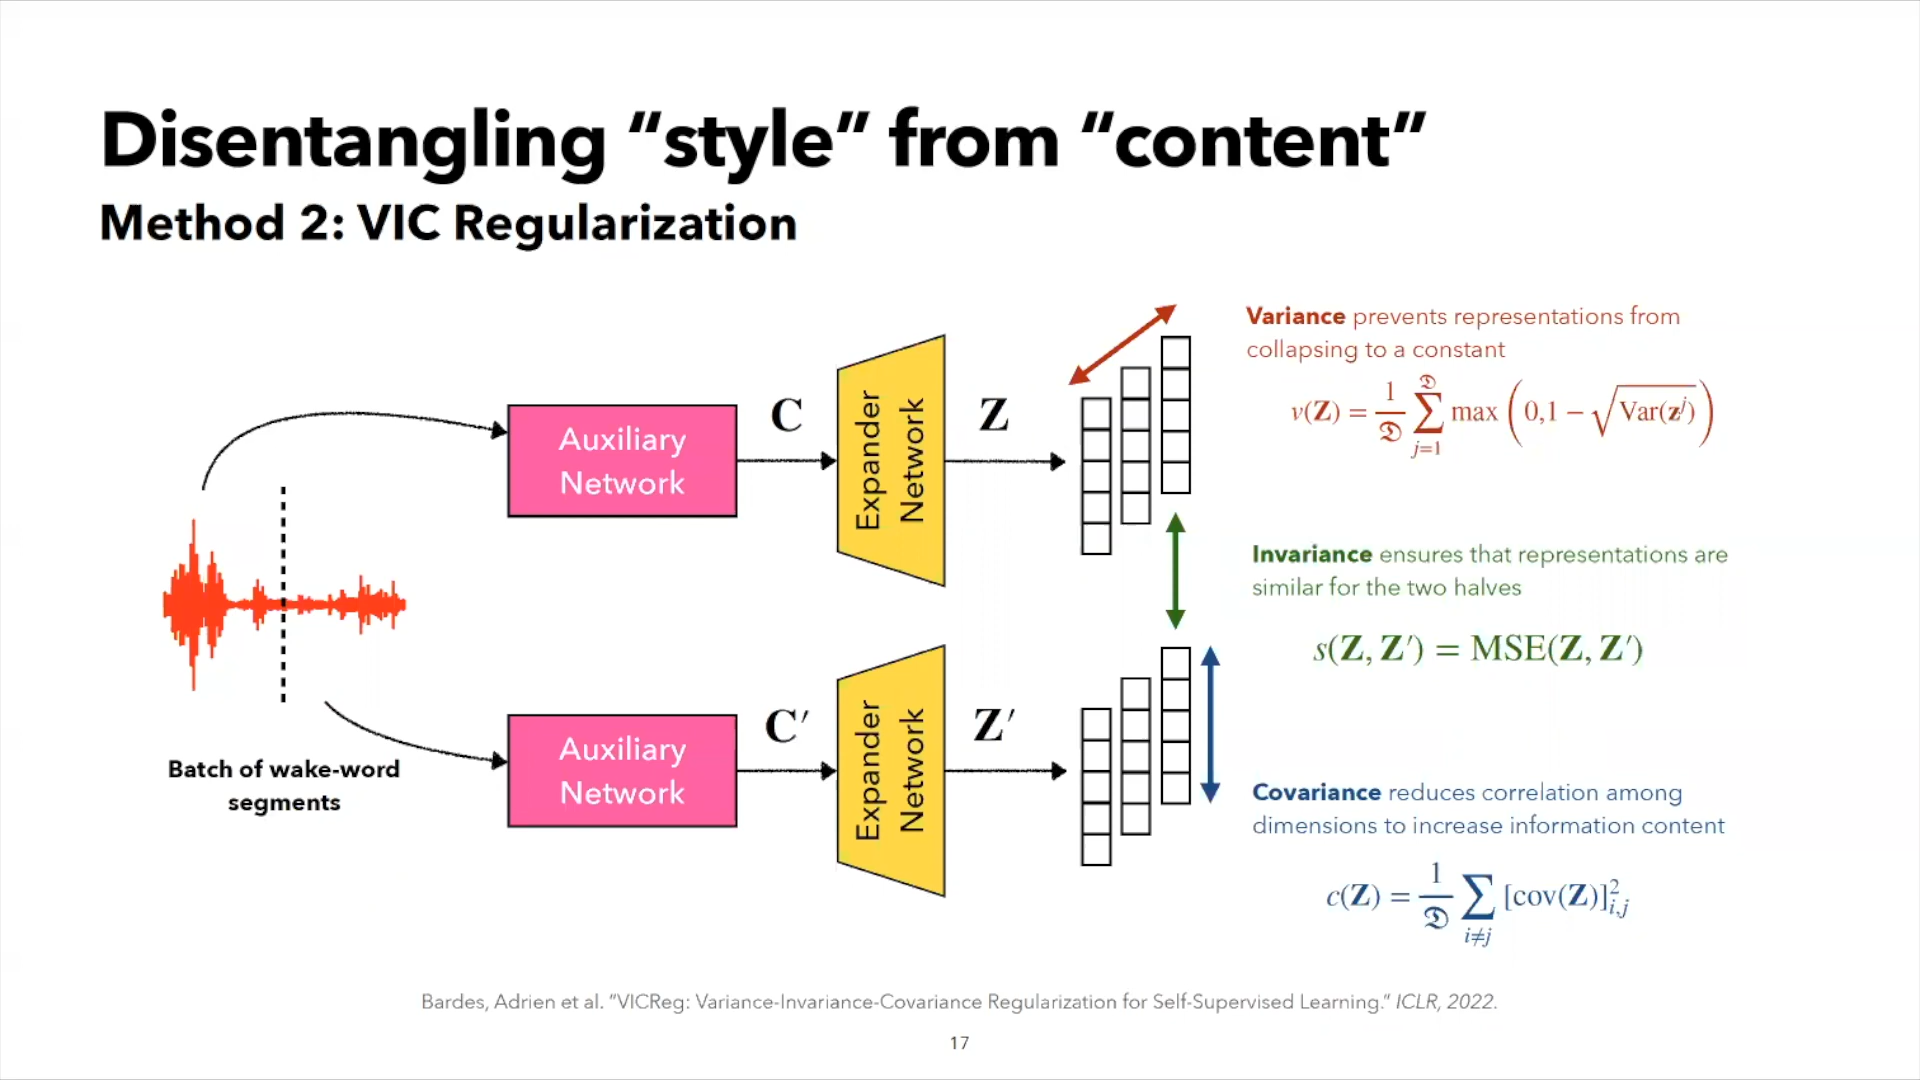 Disentangling “style” from “content”
Method 2: VIC Regularization
Auxiliary
Network
C
Expander
Network
Z
Variance prevents representations from
collapsing to a constant
v(Z) = 1/𝔇 ∑_{j=1}^{𝔇} max (0,1 − √Var(z^j))
Invariance ensures that representations are
similar for the two halves
s(Z, Z′) = MSE(Z, Z′)
Batch of wake-word
segments
Auxiliary
Network
C′
Expander
Network
Z′
Covariance reduces correlation among
dimensions to increase information content
c(Z) = 1/𝔇 ∑_{i≠j} [cov(Z)]²_{i,j}
Bardes, Adrien et al. “VICReg: Variance-Invariance-Covariance Regularization for Self-Supervised Learning.” ICLR, 2022.
17